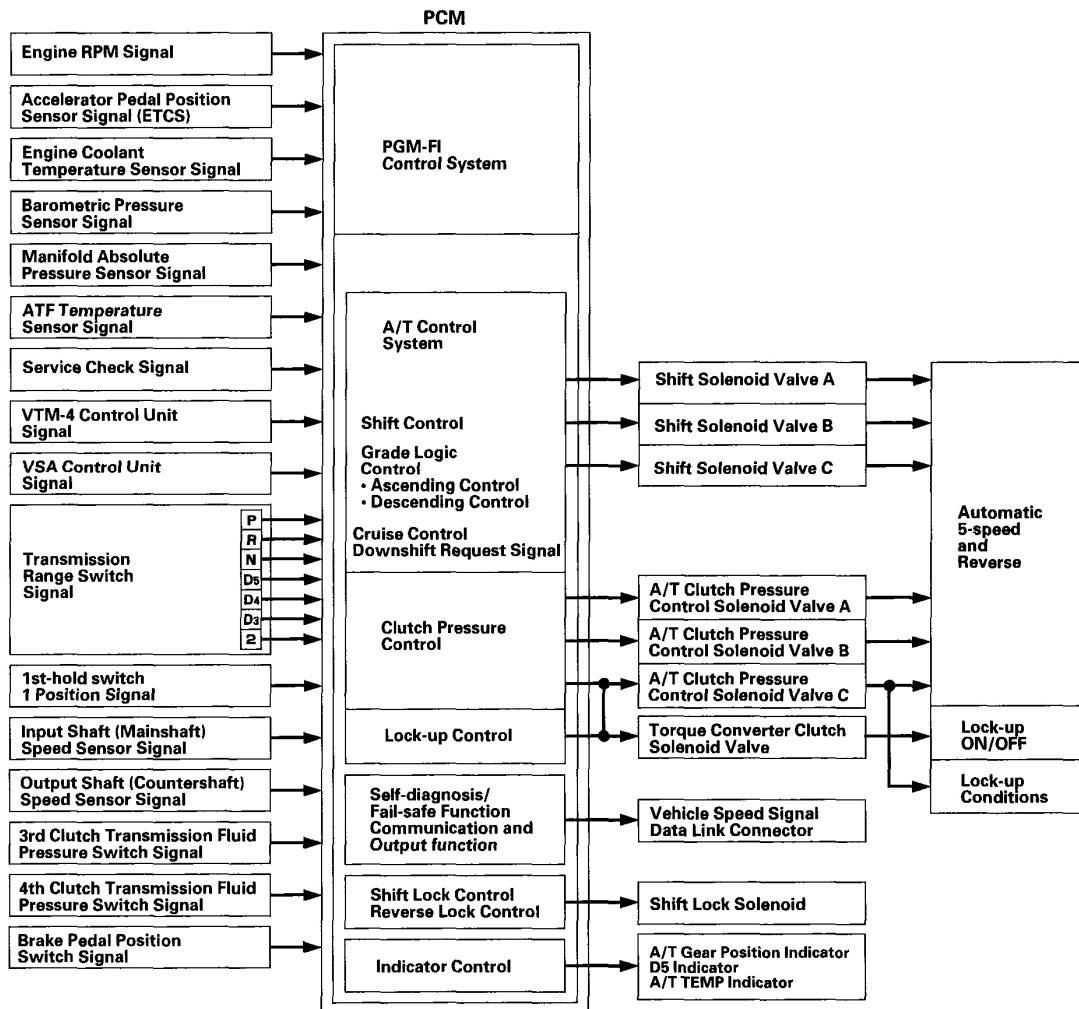 PCM
Engine RPM Signal
Accelerator Pedal Position
Sensor Signal (ETCS)
Engine Coolant
Temperature Sensor Signal
Barometric Pressure
Sensor Signal
Manifold Absolute
Pressure Sensor Signal
ATF Temperature
Sensor Signal
Service Check Signal
VTM-4 Control Unit
Signal
VSA Control Unit
Signal
Transmission
Range Switch
Signal
P
R
N
D5
D4
D3
2
1st-hold switch
1 Position Signal
Input Shaft (Mainshaft)
Speed Sensor Signal
Output Shaft (Countershaft)
Speed Sensor Signal
3rd Clutch Transmission Fluid
Pressure Switch Signal
4th Clutch Transmission Fluid
Pressure Switch Signal
Brake Pedal Position
Switch Signal
PGM-FI
Control System
A/T Control
System
Shift Control
Grade Logic
Control
• Ascending Control
• Descending Control
Cruise Control
Downshift Request Signal
Clutch Pressure
Control
Lock-up Control
Self-diagnosis/
Fail-safe Function
Communication and
Output function
Shift Lock Control
Reverse Lock Control
Indicator Control
Shift Solenoid Valve A
Shift Solenoid Valve B
Shift Solenoid Valve C
A/T Clutch Pressure
Control Solenoid Valve A
A/T Clutch Pressure
Control Solenoid Valve B
A/T Clutch Pressure
Control Solenoid Valve C
Torque Converter Clutch
Solenoid Valve
Vehicle Speed Signal
Data Link Connector
Shift Lock Solenoid
A/T Gear Position Indicator
D5 Indicator
A/T TEMP Indicator
Automatic
5-speed
and
Reverse
Lock-up
ON/OFF
Lock-up
Conditions